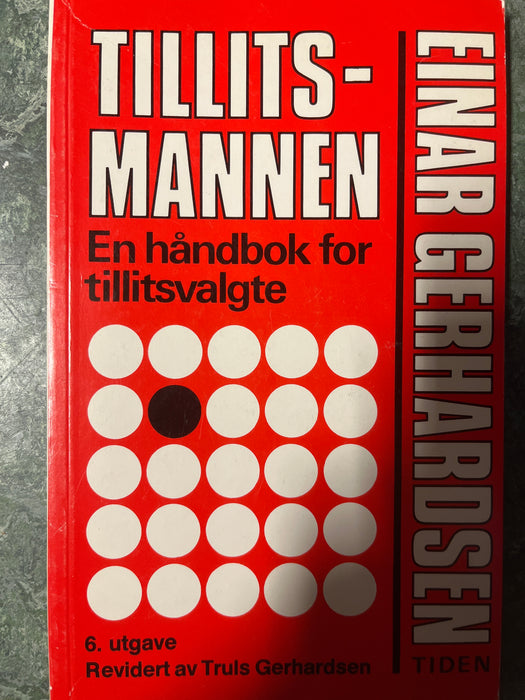 TILLITS-
MANNEN
En håndbok for
tillitsvalgte
6. utgave
Revidert av Truls Gerhardsen
EINAR GERHARDSEN
TIDEN